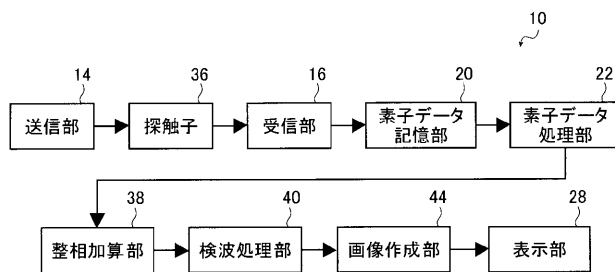 10
14
36
16
20
22
送信部
探触子
受信部
素子データ
記憶部
素子データ
処理部
38
40
44
28
整相加算部
検波処理部
画像作成部
表示部